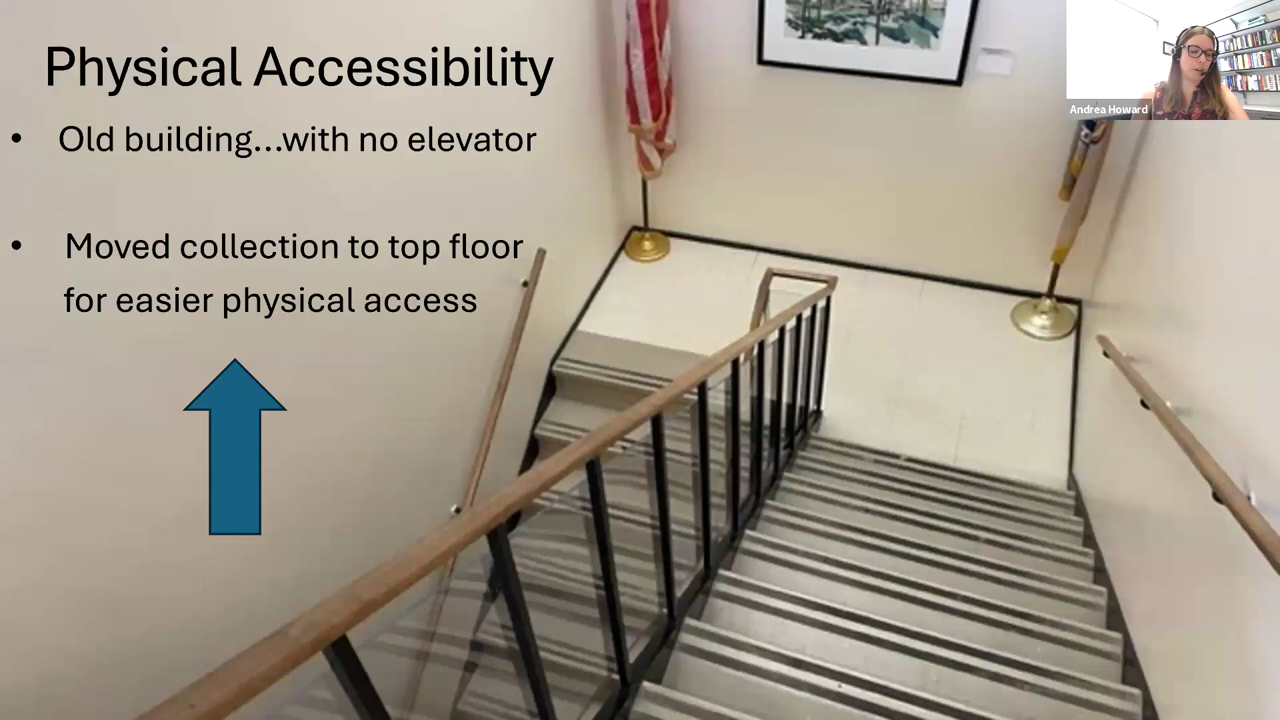 Physical Accessibility
• Old building...with no elevator
• Moved collection to top floor
for easier physical access
Andrea Howard